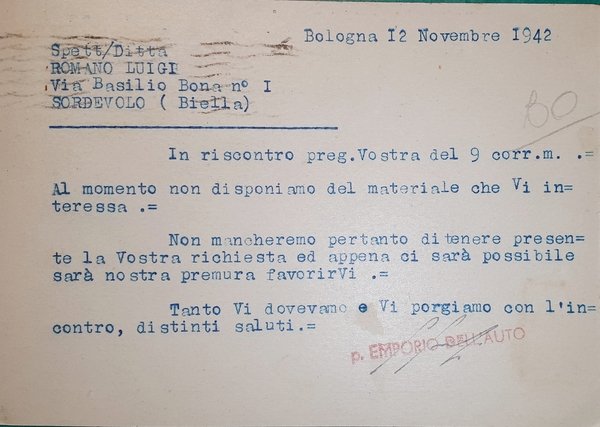 Bologna 12 Novembre 1942
Spett/Ditta
ROMANO LUIGI
Via Basilio Bona n° I
SORDEVOLO ( Biella)
BO
In riscontro preg.Vostra del 9 corr.m. .=
Al momento non disponiamo del materiale che Vi in=
teressa .=
Non mancheremo pertanto di tenere presen=
te la Vostra richiesta ed appena ci sarà possibile
sarà nostra premura favorirVi .=
Tanto Vi dovevamo e Vi porgiamo con l'in=
contro, distinti saluti.=
p. EMPORIO DELL'AUTO